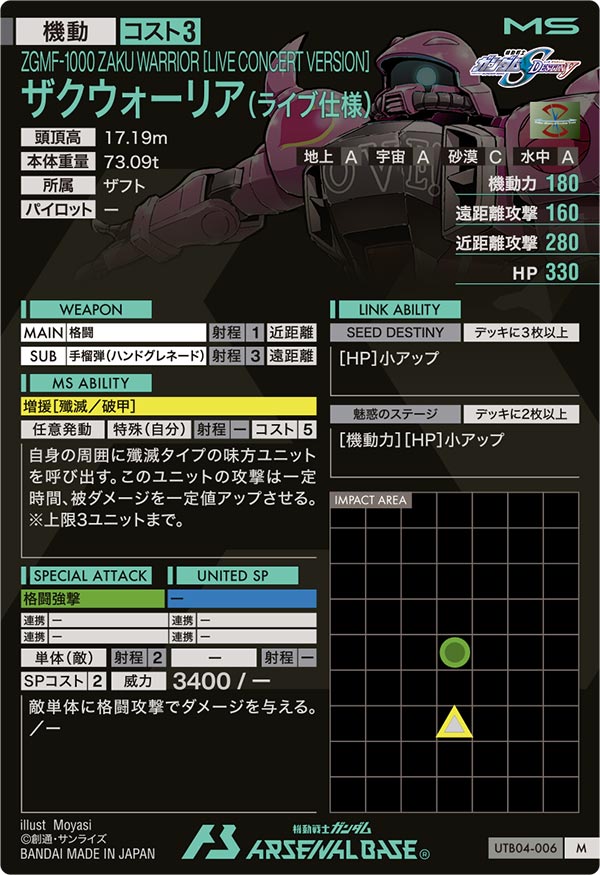 機動 コスト3 MS
ZGMF-1000 ZAKU WARRIOR [LIVE CONCERT VERSION]
ザクウォーリア(ライブ仕様)
機動戦士 ガンダム SEED DESTINY
頭頂高 17.19m
本体重量 73.09t
所属 ザフト
パイロット ー
OVE!
地上 A 宇宙 A 砂漠 C 水中 A
機動力 180
遠距離攻撃 160
近距離攻撃 280
HP 330
WEAPON
MAIN 格闘 射程 1 近距離
SUB 手榴弾(ハンドグレネード) 射程 3 遠距離
MS ABILITY
増援[殲滅/破甲]
任意発動 特殊(自分) 射程 ー コスト 5
自身の周囲に殲滅タイプの味方ユニット
を呼び出す。このユニットの攻撃は一定
時間、被ダメージを一定値アップさせる。
※上限3ユニットまで。
SPECIAL ATTACK UNITED SP
格闘強撃 ー
連携 ー 連携 ー
連携 ー 連携 ー
単体(敵) 射程 2 ー 射程 ー
SPコスト 2 威力 3400 / ー
敵単体に格闘攻撃でダメージを与える。
/ー
LINK ABILITY
SEED DESTINY デッキに3枚以上
[HP]小アップ
魅惑のステージ デッキに2枚以上
[機動力][HP]小アップ
IMPACT AREA
illust Moyasi
©創通・サンライズ
BANDAI MADE IN JAPAN
機動戦士ガンダム
ARSENAL BASE®
UTB04-006 M